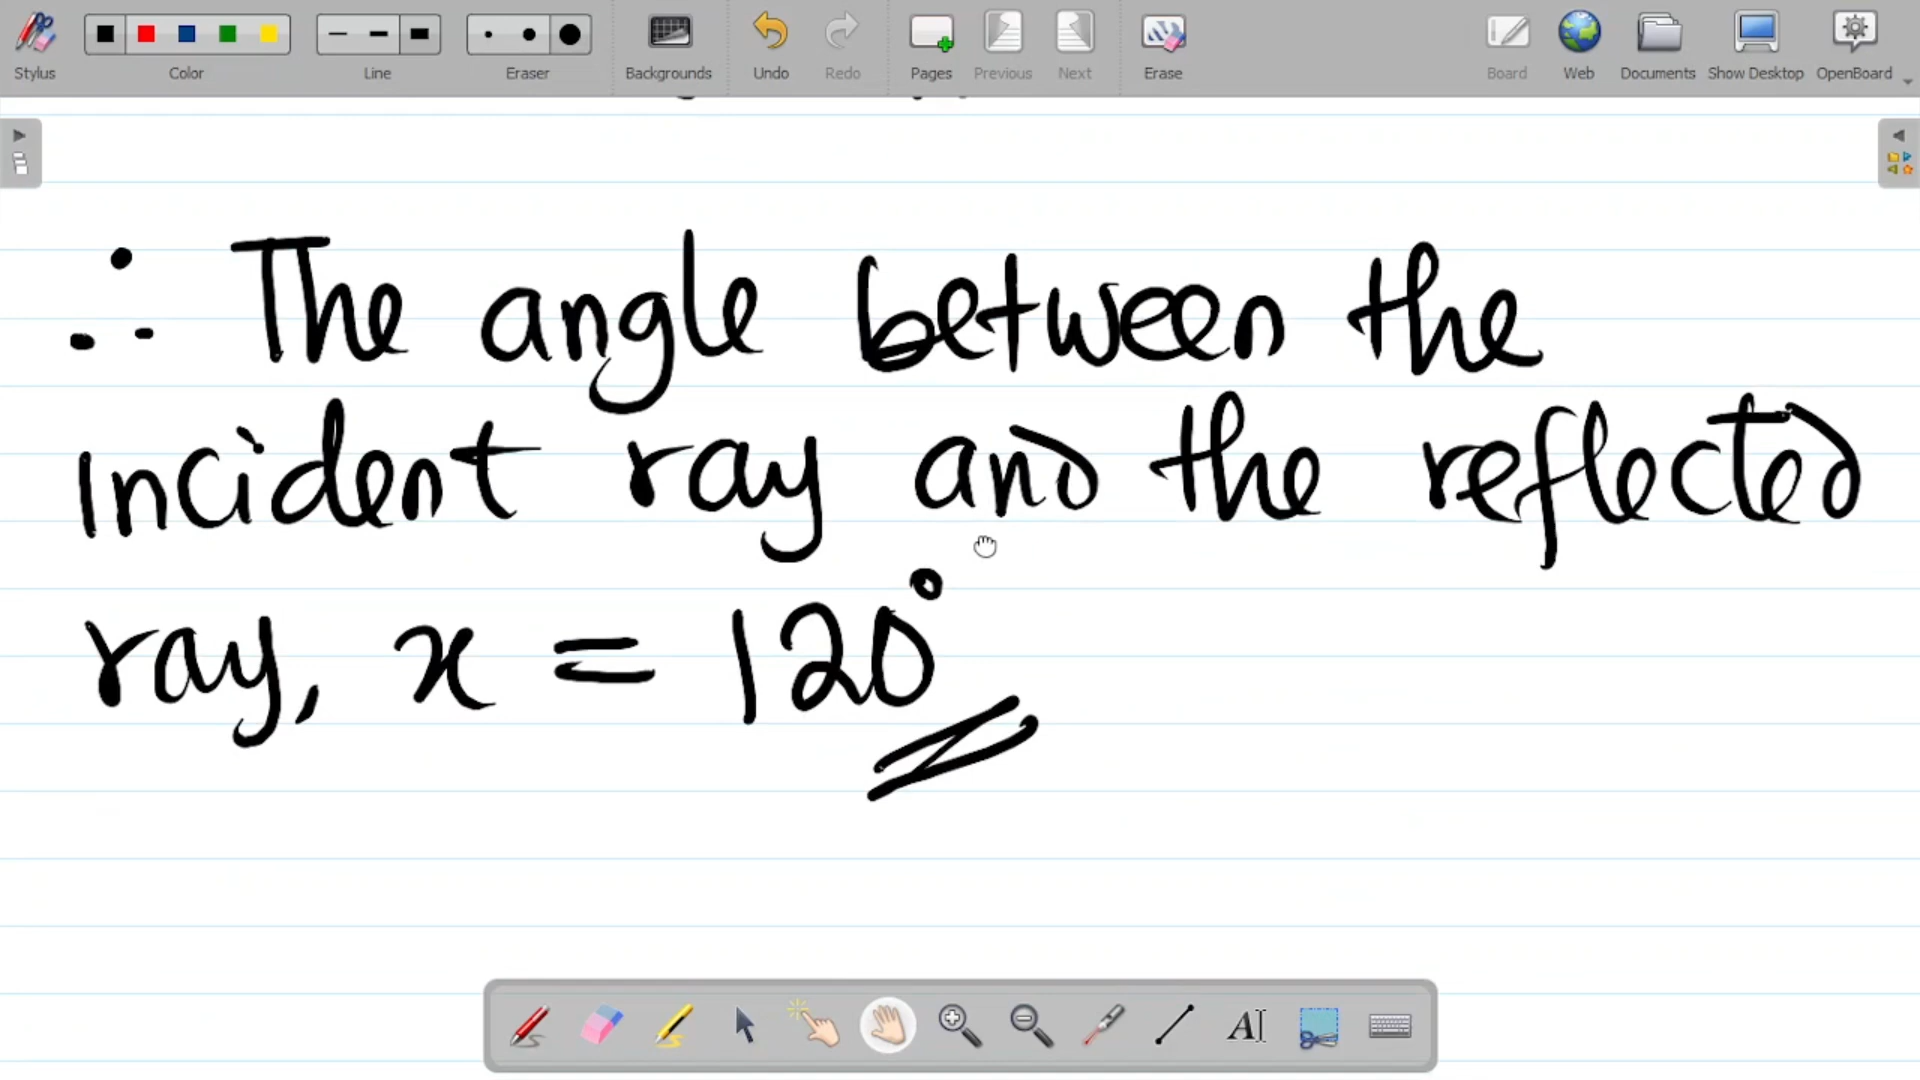 Stylus Color Line Eraser Backgrounds Undo Redo Pages Previous Next Erase Board Web Documents Show Desktop OpenBoard
∴ The angle between the
incident ray and the reflected
ray, x = 120°
AI